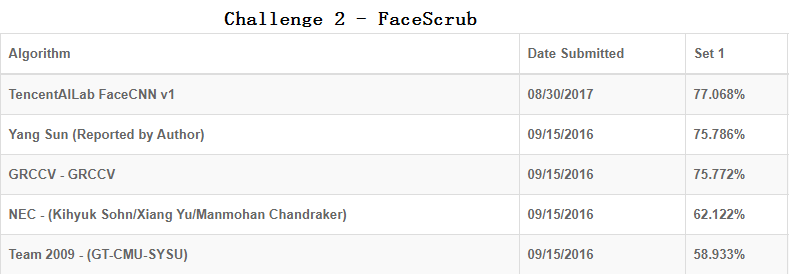 Challenge 2 - FaceScrub
Algorithm Date Submitted Set 1
TencentAILab FaceCNN v1 08/30/2017 77.068%
Yang Sun (Reported by Author) 09/15/2016 75.786%
GRCCV - GRCCV 09/15/2016 75.772%
NEC - (Kihyuk Sohn/Xiang Yu/Manmohan Chandraker) 09/15/2016 62.122%
Team 2009 - (GT-CMU-SYSU) 09/15/2016 58.933%